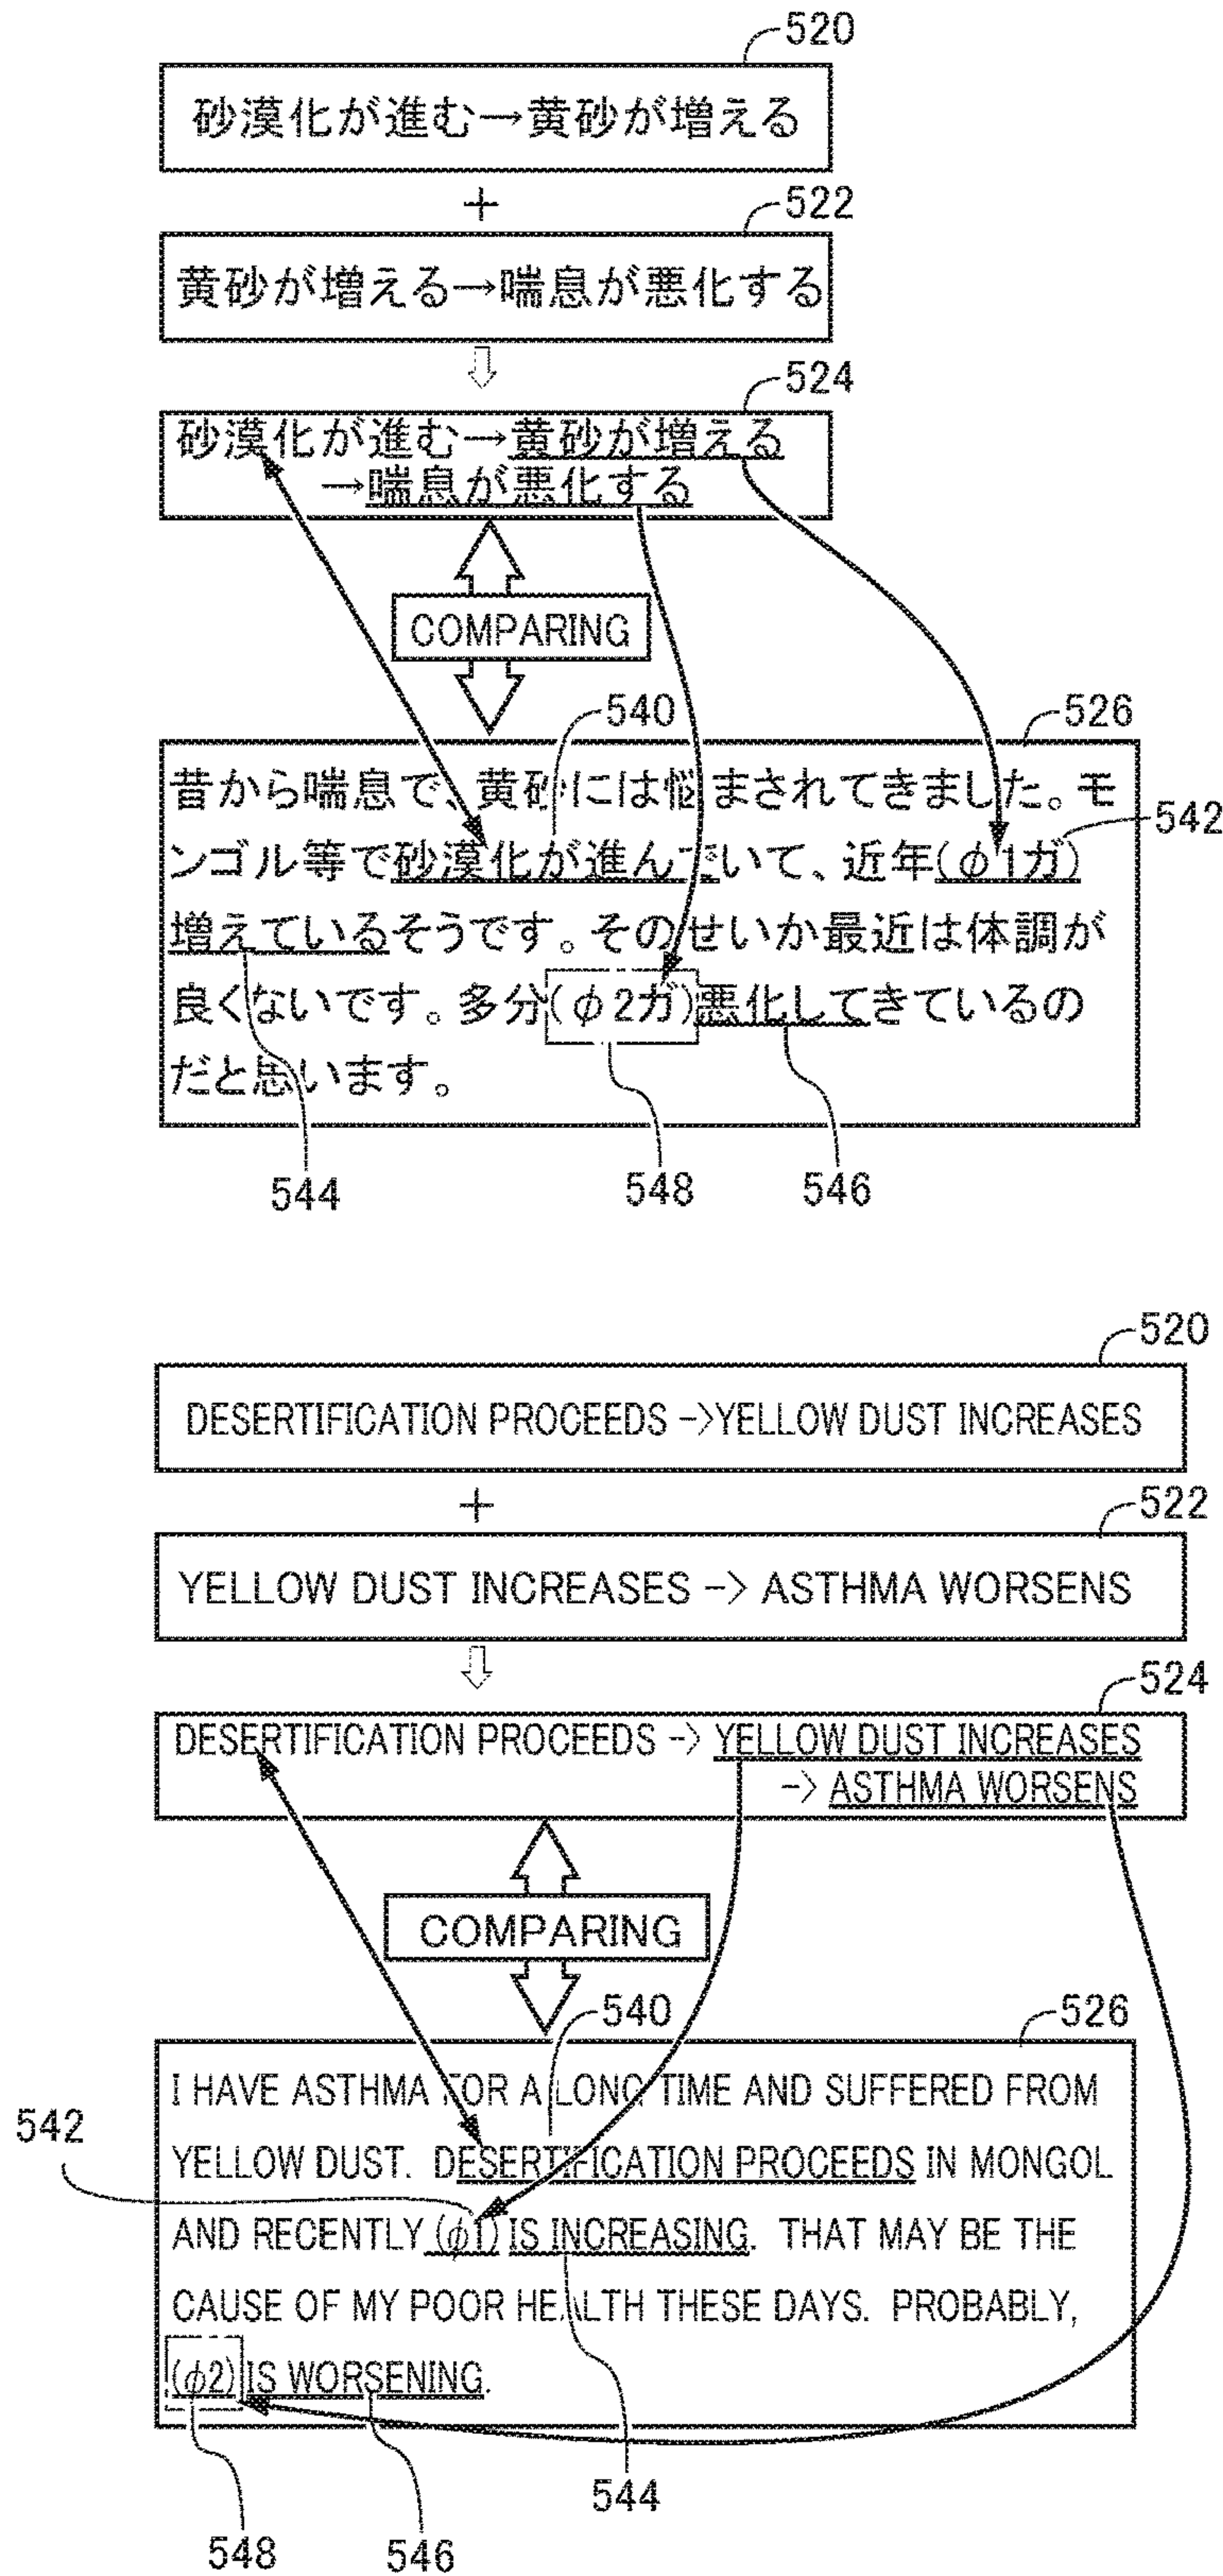 520
砂漠化が進む→黄砂が増える
+
522
黄砂が増える→喘息が悪化する
524
砂漠化が進む→黄砂が増える
→喘息が悪化する
COMPARING
540
526
昔から喘息で、黄砂には悩まされてきました。モ
542
ンゴル等で砂漠化が進んでいて、近年(φ1ガ)
増えているそうです。そのせいか最近は体調が
良くないです。多分(φ2ガ)悪化してきているの
だと思います。
544
548
546
520
DESERTIFICATION PROCEEDS ->YELLOW DUST INCREASES
+
522
YELLOW DUST INCREASES -> ASTHMA WORSENS
524
DESERTIFICATION PROCEEDS -> YELLOW DUST INCREASES
-> ASTHMA WORSENS
COMPARING
540
526
I HAVE ASTHMA FOR A LONG TIME AND SUFFERED FROM
542
YELLOW DUST. DESERTIFICATION PROCEEDS IN MONGOL
AND RECENTLY (φ1) IS INCREASING. THAT MAY BE THE
CAUSE OF MY POOR HEALTH THESE DAYS. PROBABLY,
(φ2) IS WORSENING.
544
548
546